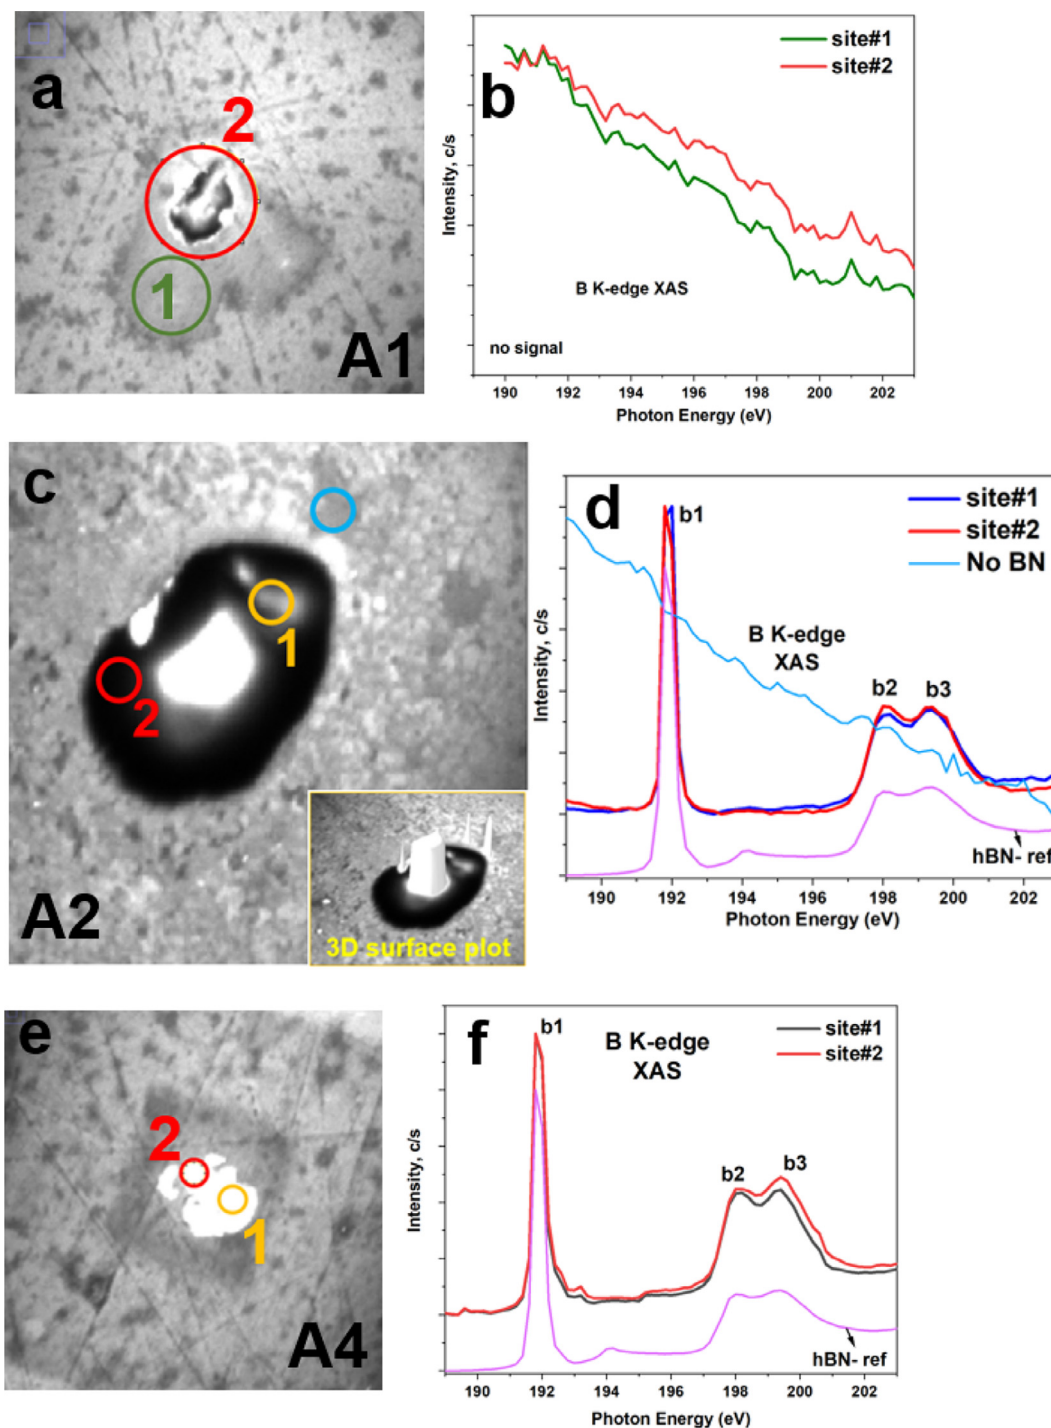 a
2
1
A1
b
site#1
site#2
Intensity, c/s
B K-edge XAS
no signal
190 192 194 196 198 200 202
Photon Energy (eV)
c
1
2
A2
3D surface plot
d
site#1
site#2
No BN
b1
B K-edge
XAS
b2 b3
hBN- ref
Intensity, c/s
190 192 194 196 198 200 202
Photon Energy (eV)
e
2
1
A4
f
b1
B K-edge
XAS
site#1
site#2
b2 b3
hBN- ref
Intensity, c/s
190 192 194 196 198 200 202
Photon Energy (eV)